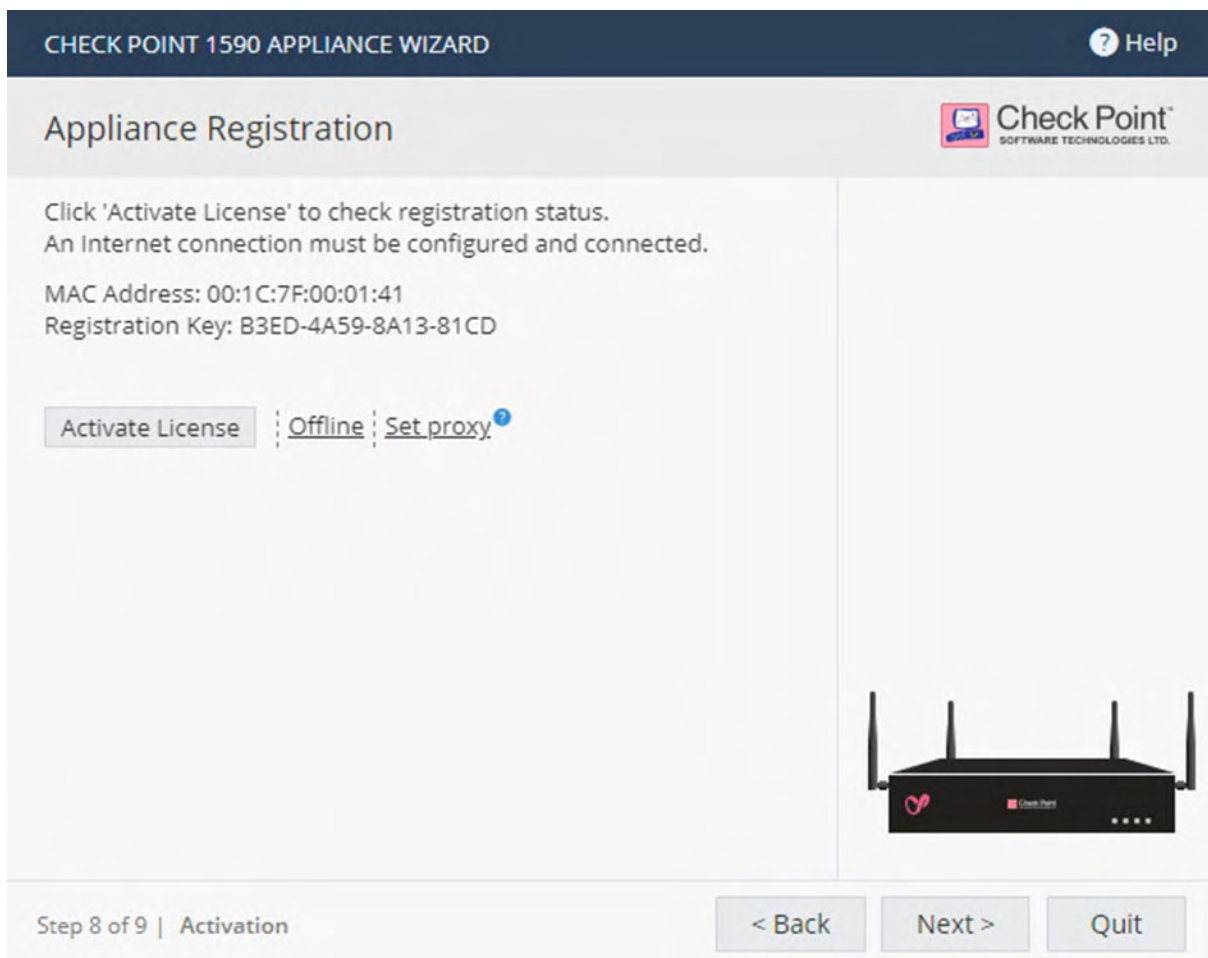 CHECK POINT 1590 APPLIANCE WIZARD
? Help
Appliance Registration
Check Point™
SOFTWARE TECHNOLOGIES LTD.
Click 'Activate License' to check registration status.
An Internet connection must be configured and connected.
MAC Address: 00:1C:7F:00:01:41
Registration Key: B3ED-4A59-8A13-81CD
Activate License Offline Set proxy ?
Check Point
Step 8 of 9 | Activation
< Back Next > Quit